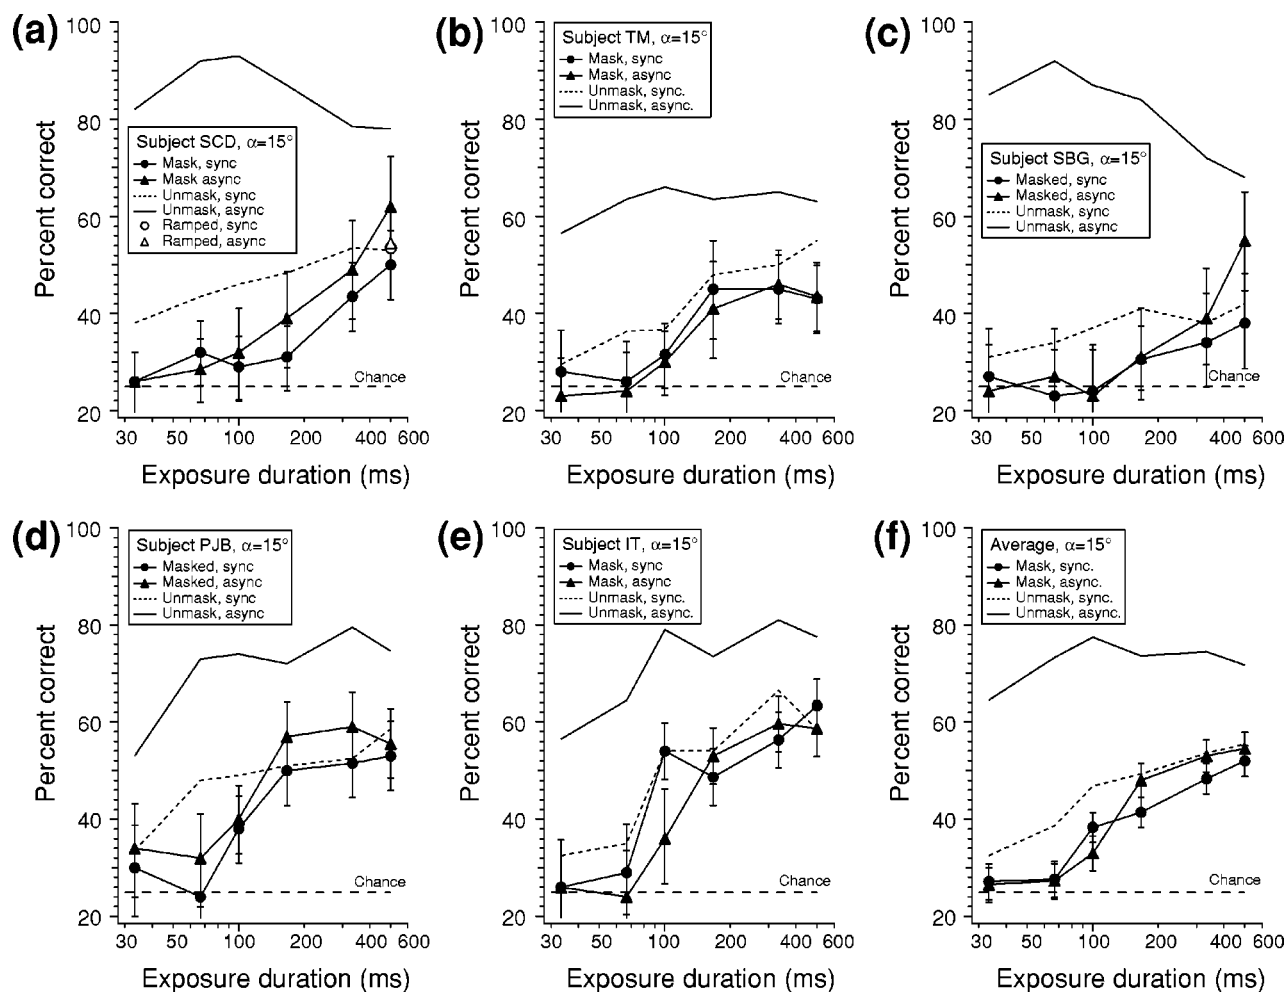 (a)
100
80
60
40
20
Percent correct
Subject SCD, α=15°
Mask, sync
Mask async
Unmask, sync
Unmask, async
Ramped, sync
Ramped, async
Chance
30 50 100 200 400 600
Exposure duration (ms)
(b)
100
80
60
40
20
Percent correct
Subject TM, α=15°
Mask, sync
Mask, async
Unmask, sync.
Unmask, async.
Chance
30 50 100 200 400 600
Exposure duration (ms)
(c)
100
80
60
40
20
Percent correct
Subject SBG, α=15°
Masked, sync
Masked, async
Unmask, sync
Unmask, async
Chance
30 50 100 200 400 600
Exposure duration (ms)
(d)
100
80
60
40
20
Percent correct
Subject PJB, α=15°
Masked, sync
Masked, async
Unmask, sync
Unmask, async
Chance
30 50 100 200 400 600
Exposure duration (ms)
(e)
100
80
60
40
20
Percent correct
Subject IT, α=15°
Mask, sync
Mask, async
Unmask, sync.
Unmask, async.
Chance
30 50 100 200 400 600
Exposure duration (ms)
(f)
100
80
60
40
20
Percent correct
Average, α=15°
Mask, sync.
Mask, async.
Unmask, sync.
Unmask, async.
Chance
30 50 100 200 400 600
Exposure duration (ms)